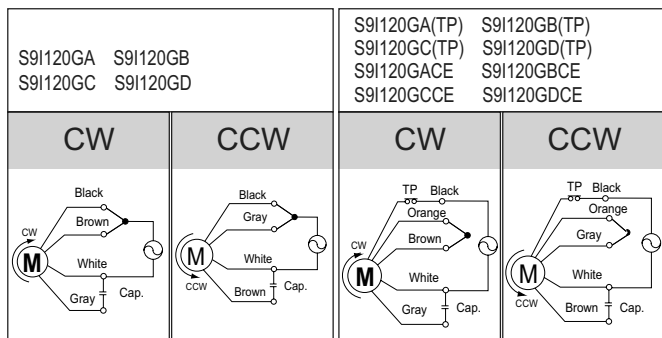 S9I120GA S9I120GB
S9I120GC S9I120GD
S9I120GA(TP) S9I120GB(TP)
S9I120GC(TP) S9I120GD(TP)
S9I120GACE S9I120GBCE
S9I120GCCE S9I120GDCE
CW
CCW
CW
CCW
Black
Brown
CW
M
White
Gray
Cap.
Black
Gray
M
White
CCW
Brown
Cap.
TP Black
Orange
CW
Brown
M
White
Gray
Cap.
TP Black
Orange
Gray
M
White
CCW
Brown
Cap.